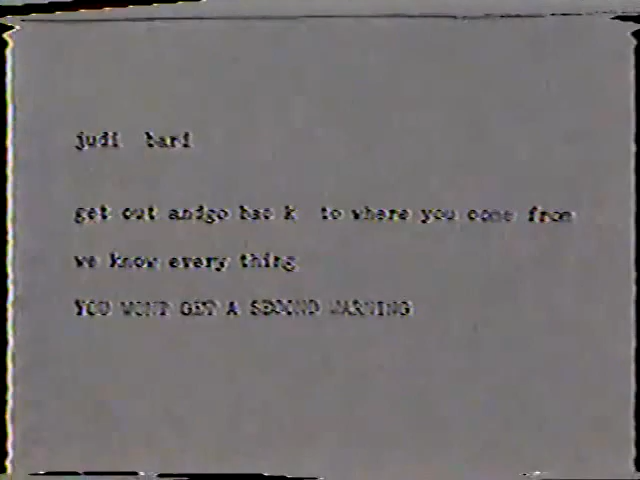 judi bari
get out andgo bac k to where you come from
we know every thing
YOU WONT GET A SECOND WARNING